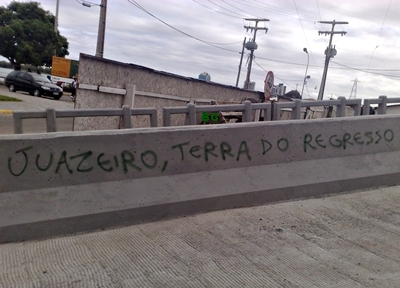 JUAZEIRO, TERRA DO REGRESSO